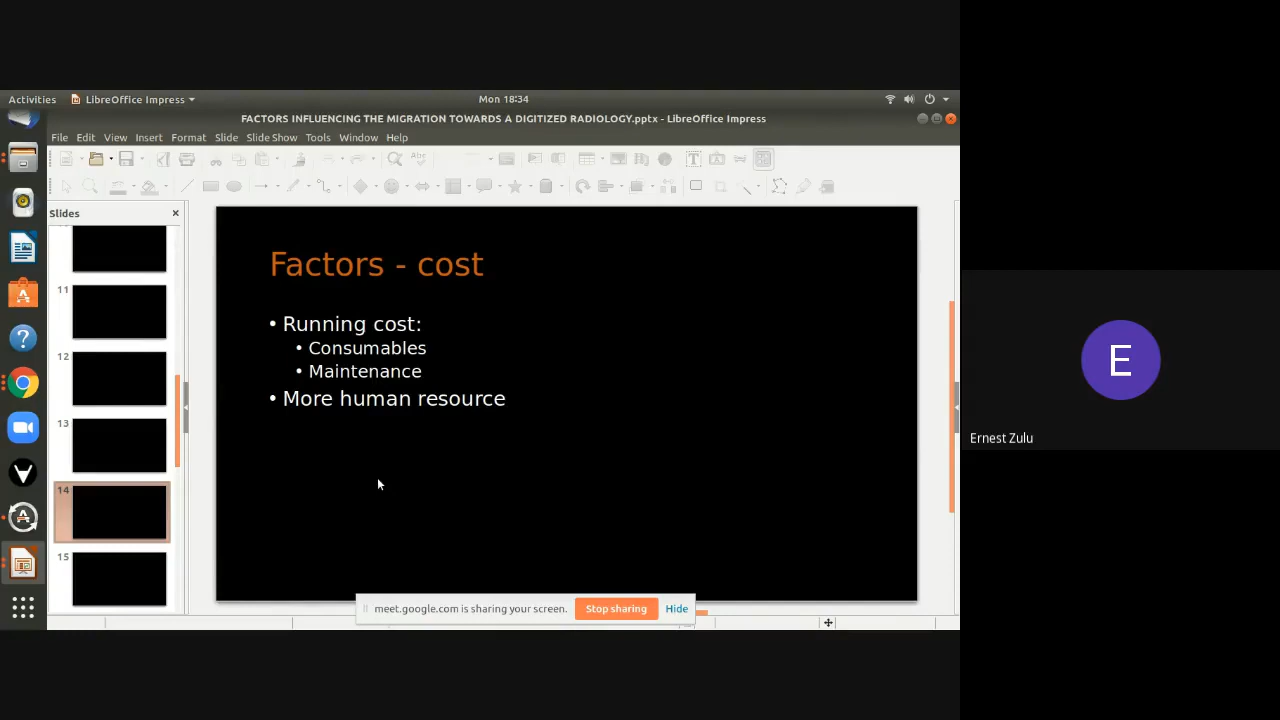 Activities LibreOffice Impress Mon 18:34
FACTORS INFLUENCING THE MIGRATION TOWARDS A DIGITIZED RADIOLOGY.pptx - LibreOffice Impress
File Edit View Insert Format Slide Slide Show Tools Window Help
Slides
11
12
13
14
15
Factors - cost
• Running cost:
• Consumables
• Maintenance
• More human resource
meet.google.com is sharing your screen. Stop sharing Hide
E
Ernest Zulu